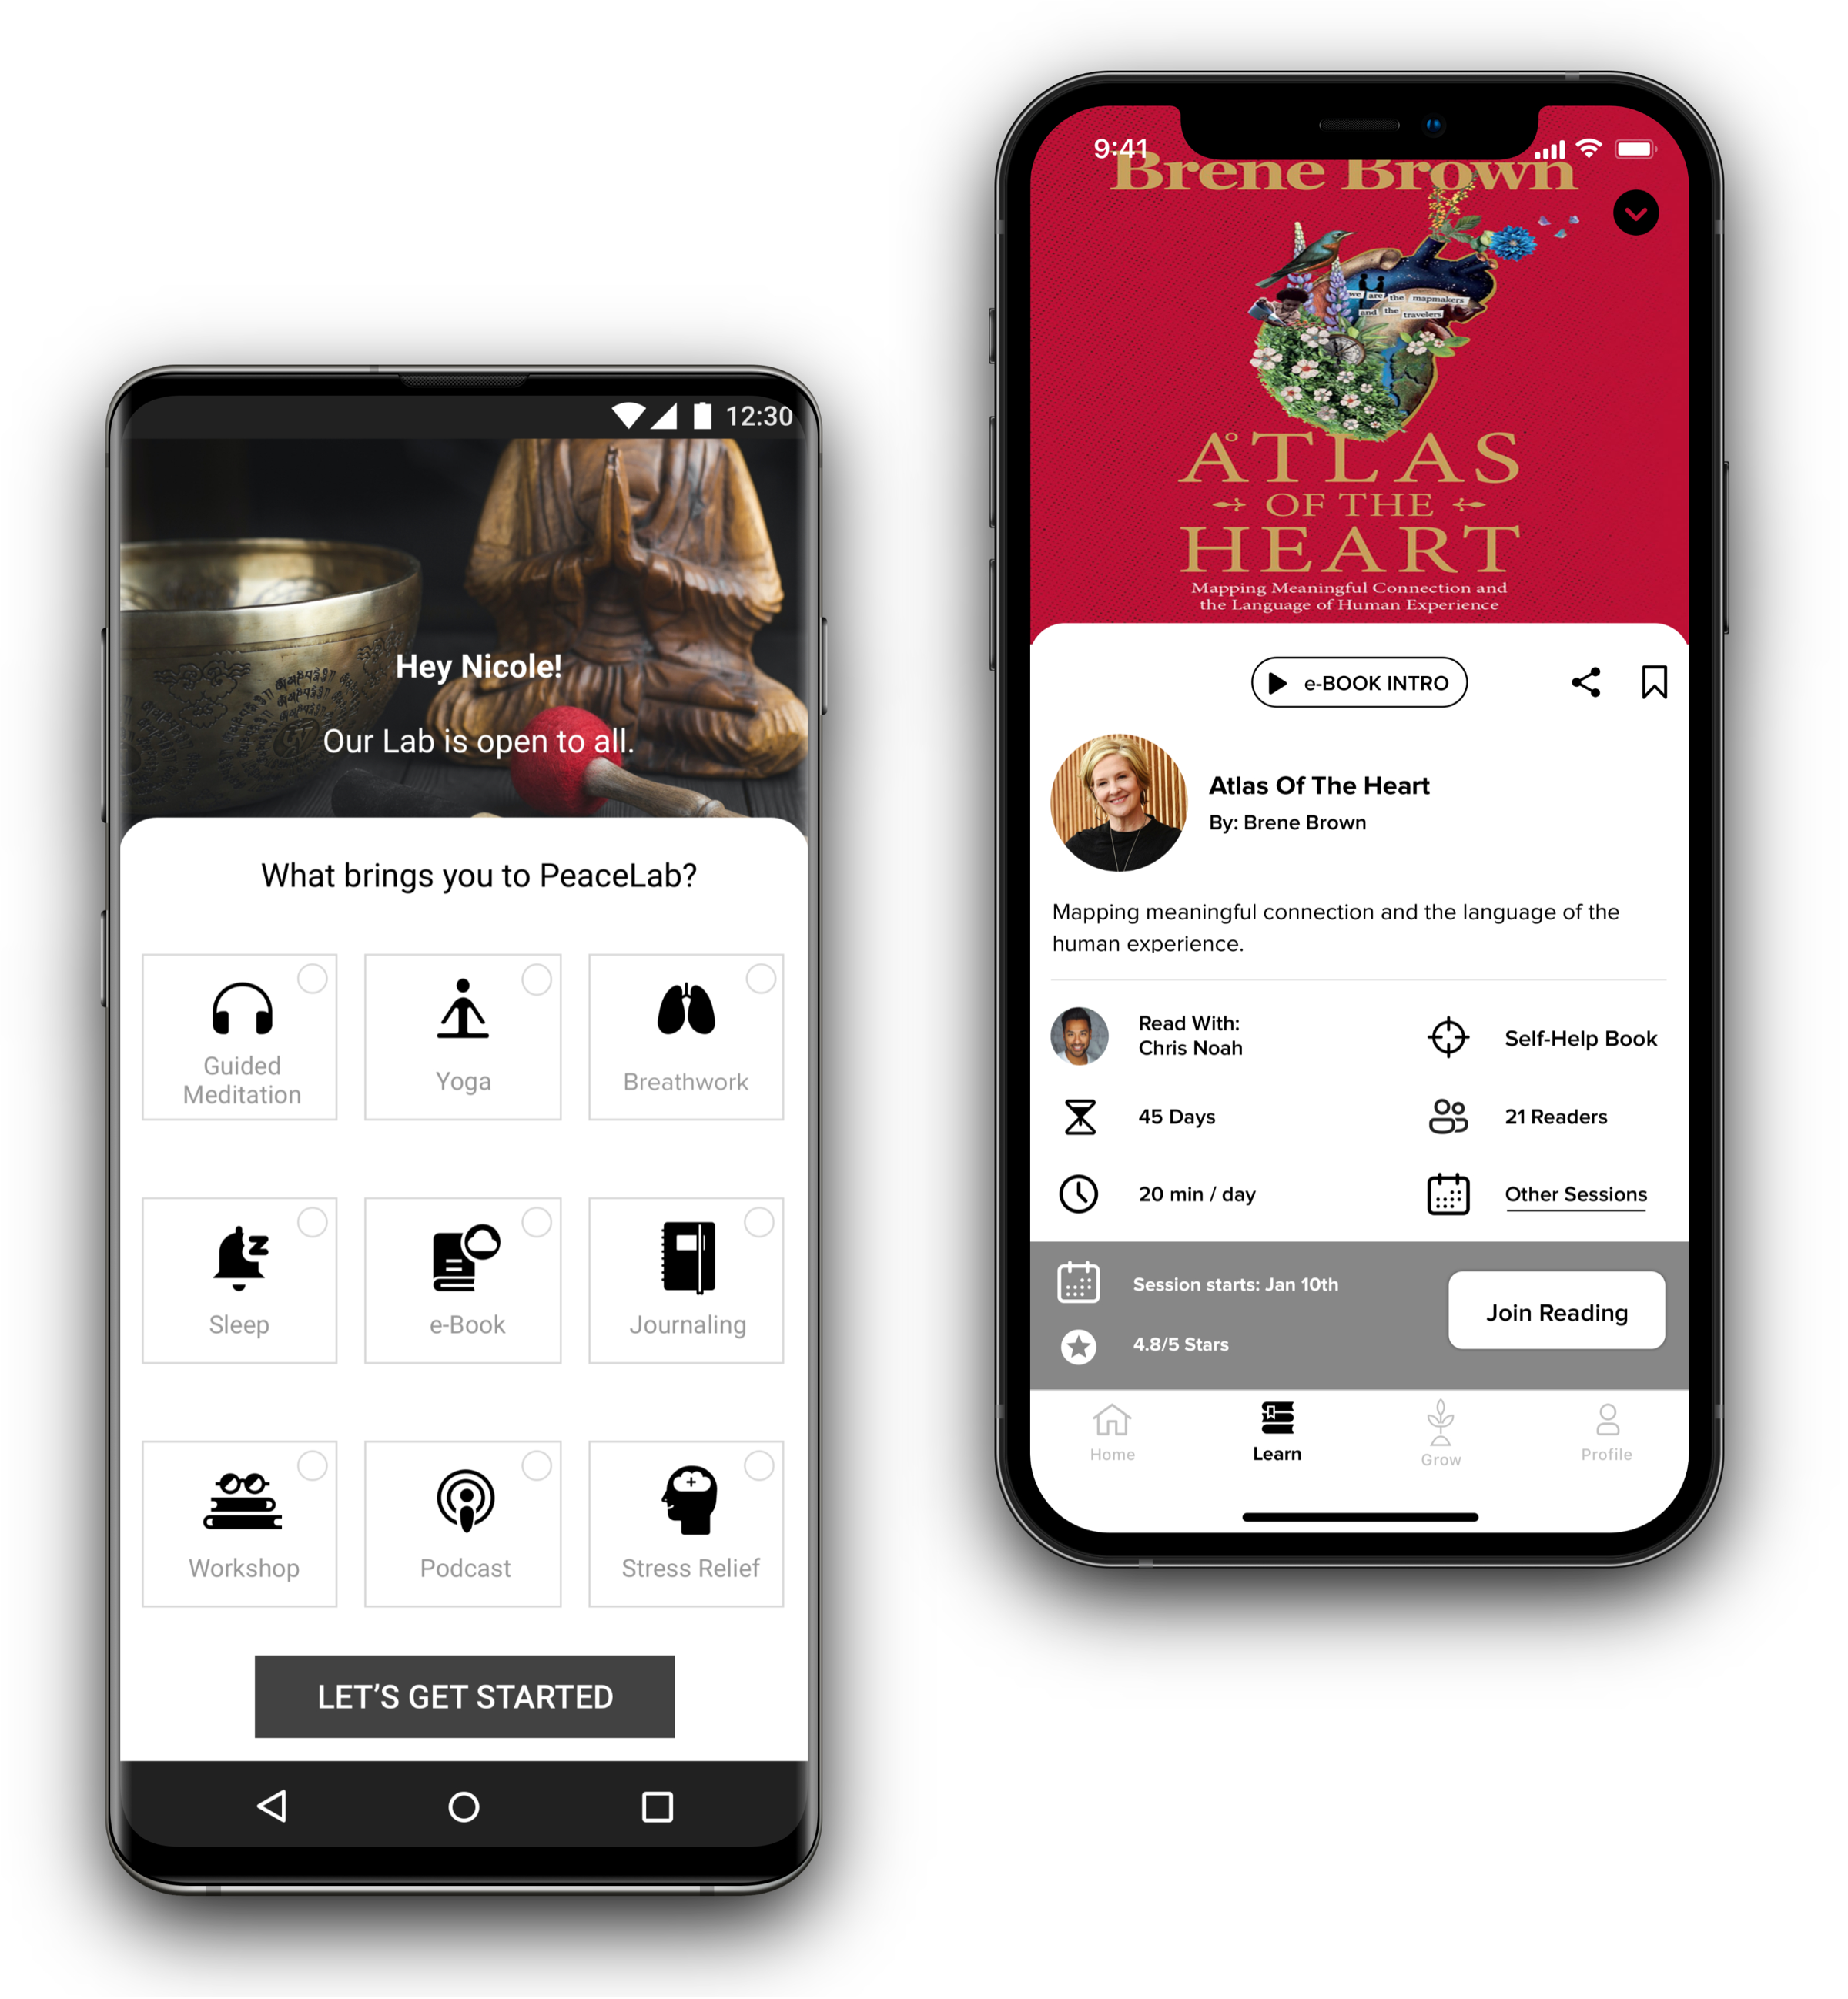 12:30
Hey Nicole!
Our Lab is open to all.
What brings you to PeaceLab?
Guided
Meditation
Yoga
Breathwork
Sleep
e-Book
Journaling
Workshop
Podcast
Stress Relief
LET'S GET STARTED
9:41
Brene Brown
we are the mapmakers
and the travelers
ATLAS
OF THE
HEART
Mapping Meaningful Connection and
the Language of Human Experience
e-BOOK INTRO
Atlas Of The Heart
By: Brene Brown
Mapping meaningful connection and the language of the
human experience.
Read With:
Chris Noah
Self-Help Book
45 Days
21 Readers
20 min / day
Other Sessions
Session starts: Jan 10th
4.8/5 Stars
Join Reading
Home
Learn
Grow
Profile